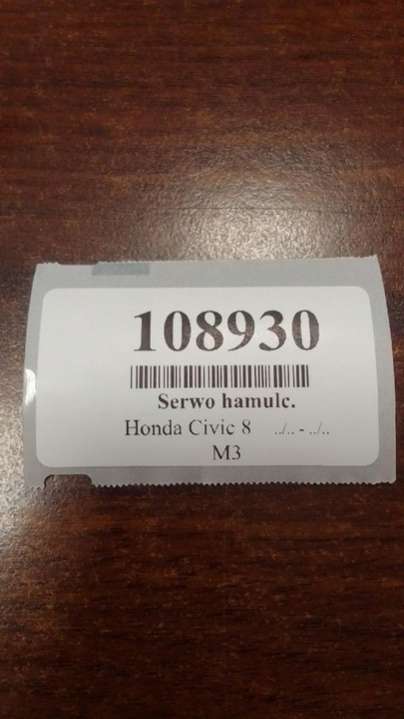 108930
Serwo hamulc.
Honda Civic 8 ../.. - ../..
M3